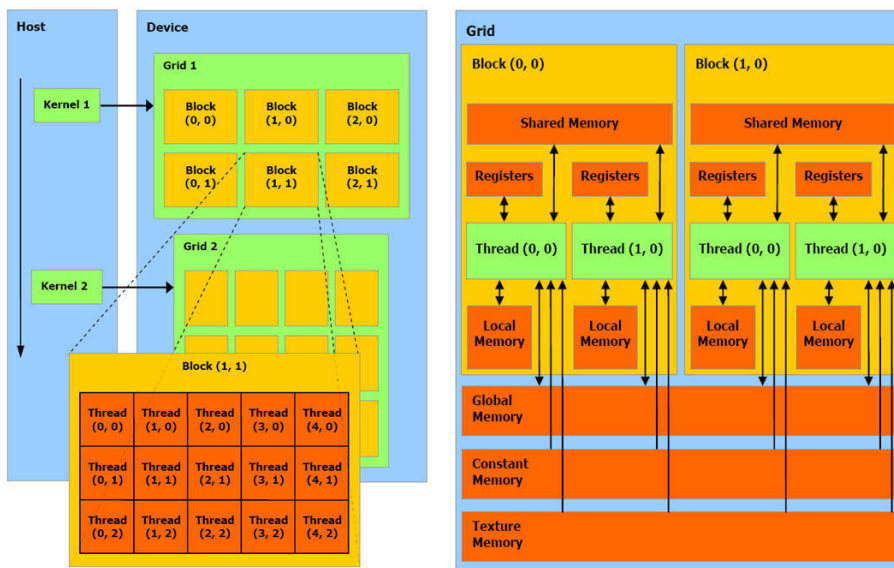 Host
Device
Grid 1
Kernel 1
Block
(0, 0)
Block
(1, 0)
Block
(2, 0)
Block
(0, 1)
Block
(1, 1)
Block
(2, 1)
Grid 2
Kernel 2
Block (1, 1)
Thread
(0, 0)
Thread
(1, 0)
Thread
(2, 0)
Thread
(3, 0)
Thread
(4, 0)
Thread
(0, 1)
Thread
(1, 1)
Thread
(2, 1)
Thread
(3, 1)
Thread
(4, 1)
Thread
(0, 2)
Thread
(1, 2)
Thread
(2, 2)
Thread
(3, 2)
Thread
(4, 2)
Grid
Block (0, 0)
Shared Memory
Registers
Registers
Thread (0, 0)
Thread (1, 0)
Local
Memory
Local
Memory
Block (1, 0)
Shared Memory
Registers
Registers
Thread (0, 0)
Thread (1, 0)
Local
Memory
Local
Memory
Global
Memory
Constant
Memory
Texture
Memory